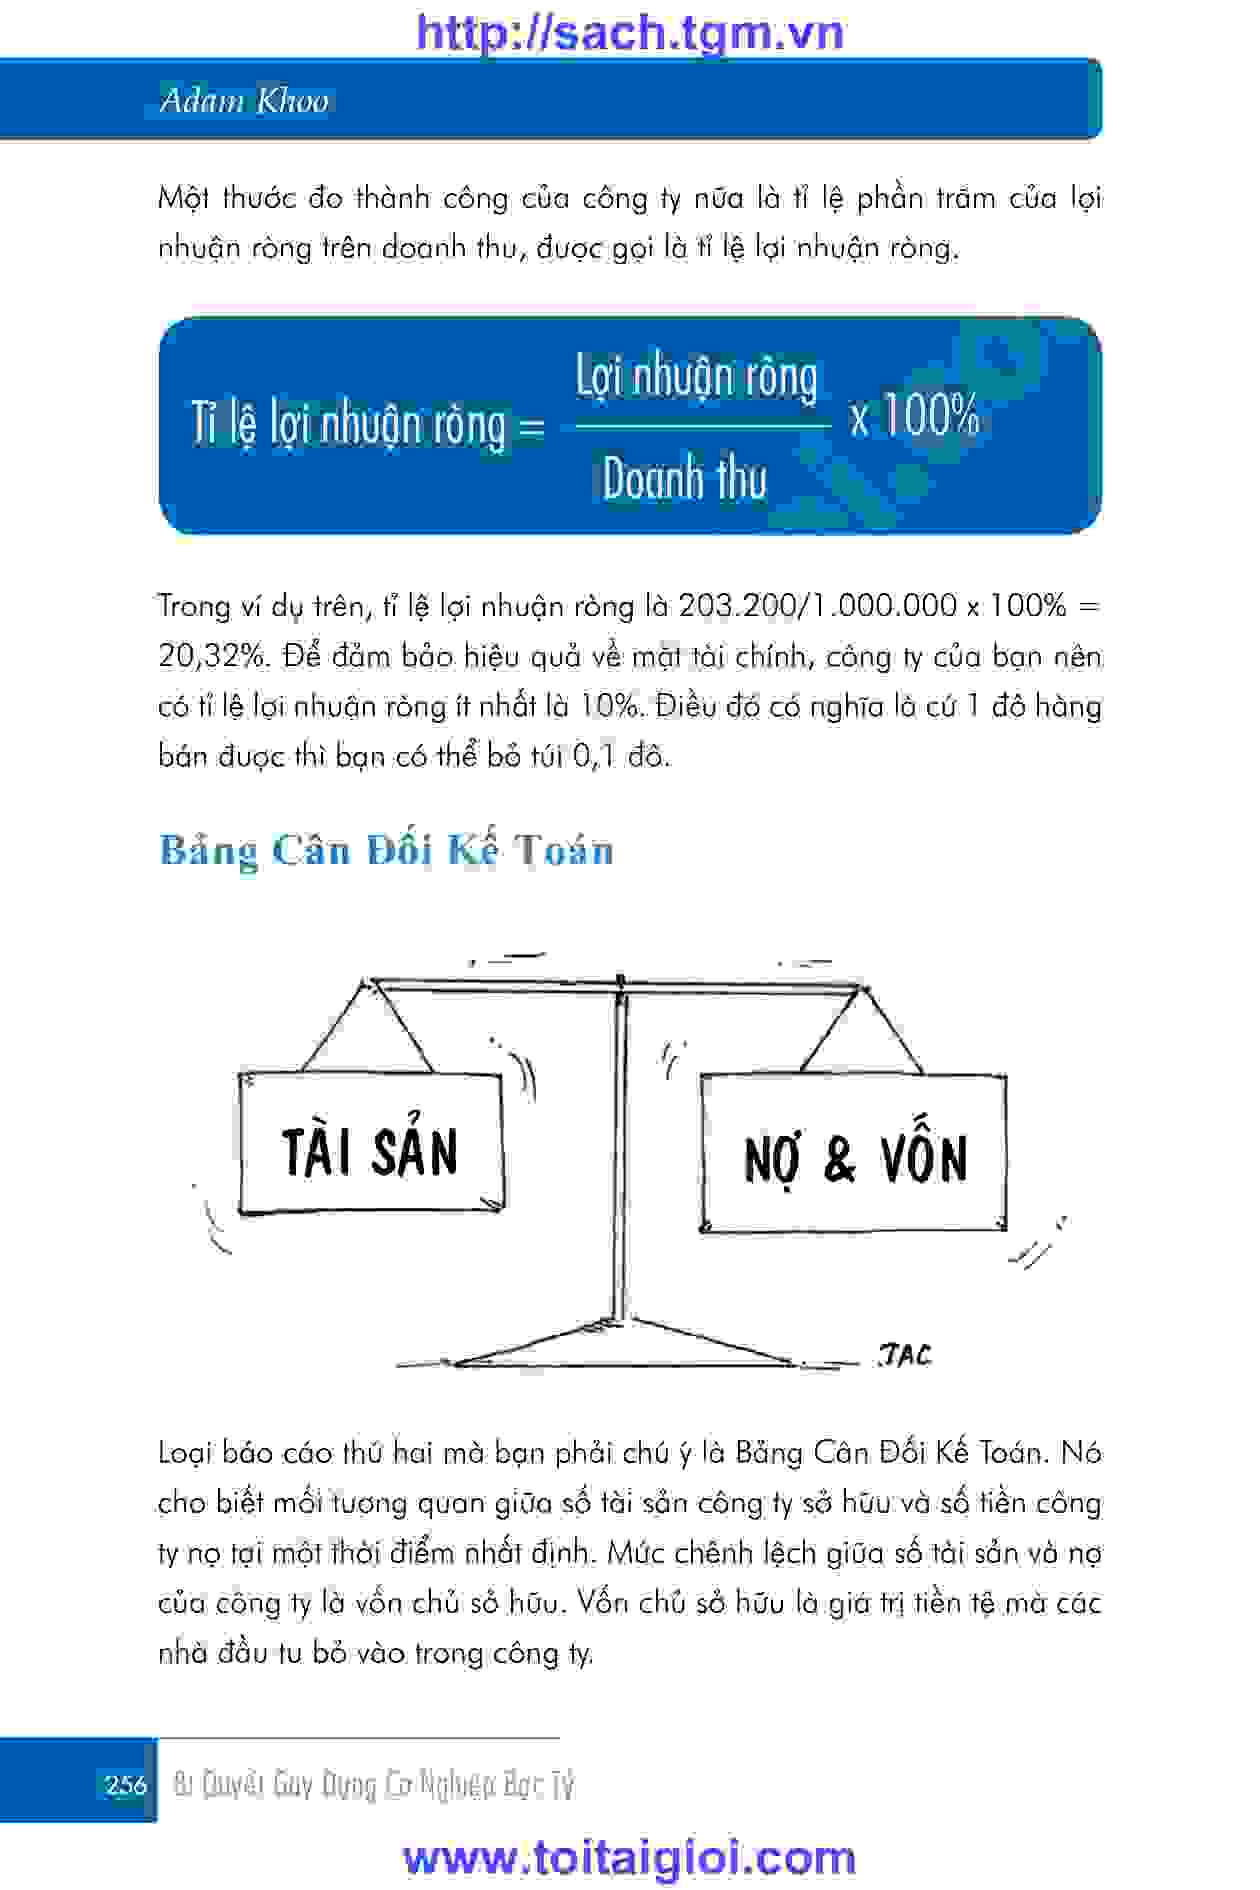 http://sach.tgm.vn
Adam Khoo
Một thước đo thành công của công ty nữa là tỉ lệ phần trăm của lợi
nhuận ròng trên doanh thu, được gọi là tỉ lệ lợi nhuận ròng.
Tỉ lệ lợi nhuận ròng = Lợi nhuận ròng x 100%
Doanh thu
Trong ví dụ trên, tỉ lệ lợi nhuận ròng là 203.200/1.000.000 x 100% =
20,32%. Để đảm bảo hiệu quả về mặt tài chính, công ty của bạn nên
có tỉ lệ lợi nhuận ròng ít nhất là 10%. Điều đó có nghĩa là cứ 1 đô hàng
bán được thì bạn có thể bỏ túi 0,1 đô.
Bảng Cân Đối Kế Toán
TÀI SẢN
NỢ & VỐN
JAC
Loại báo cáo thứ hai mà bạn phải chú ý là Bảng Cân Đối Kế Toán. Nó
cho biết mối tương quan giữa số tài sản công ty sở hữu và số tiền công
ty nợ tại một thời điểm nhất định. Mức chênh lệch giữa số tài sản và nợ
của công ty là vốn chủ sở hữu. Vốn chủ sở hữu là giá trị tiền tệ mà các
nhà đầu tư bỏ vào trong công ty.
256
Bí Quyết Gây Dựng Cơ Nghiệp Bạc Tỷ
www.toitaigioi.com